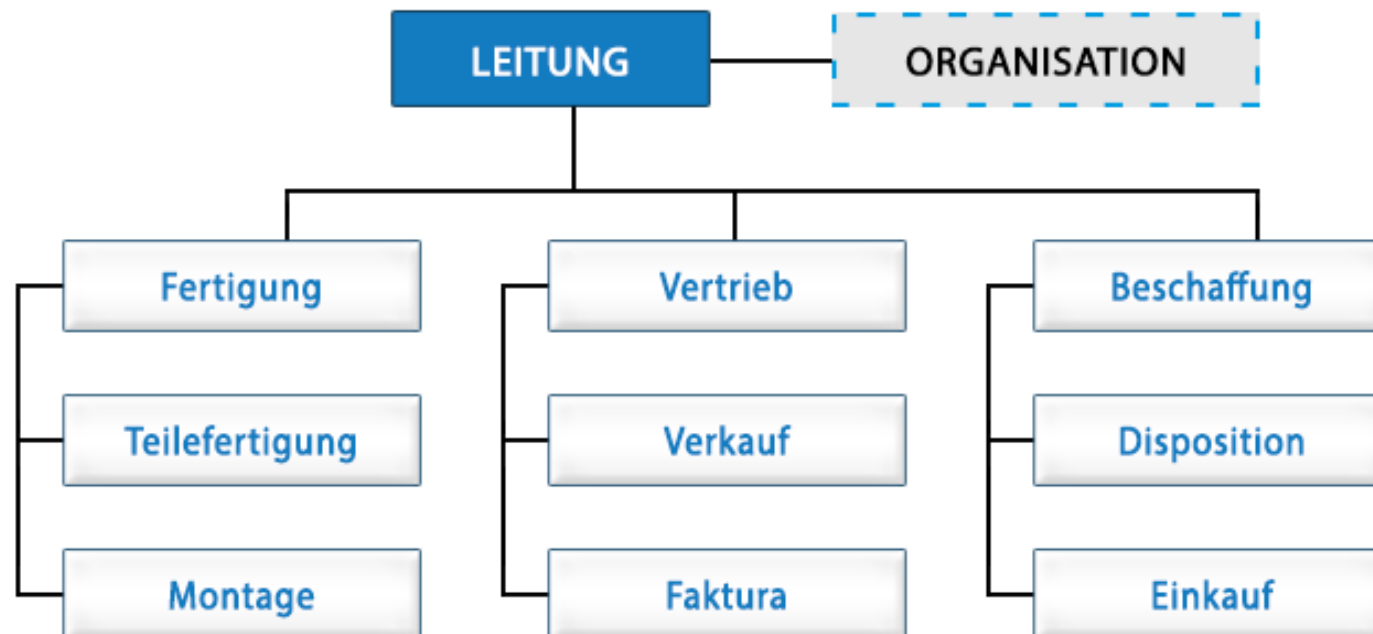 LEITUNG
ORGANISATION
Fertigung
Vertrieb
Beschaffung
Teilefertigung
Verkauf
Disposition
Montage
Faktura
Einkauf